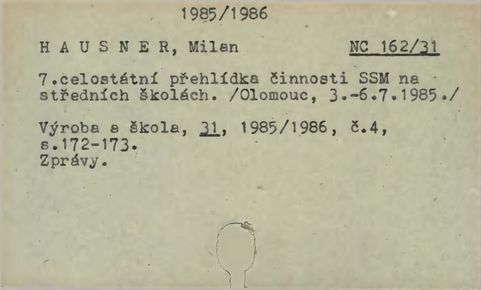 1985/1986
H A U S N E R, Milan NC 162/31
7.celostátní přehlídka činnosti SSM na
středních školách. /Olomouc, 3.-6.7.1985./
Výroba a škola, 31, 1985/1986, č.4,
s.172-173.
Zprávy.